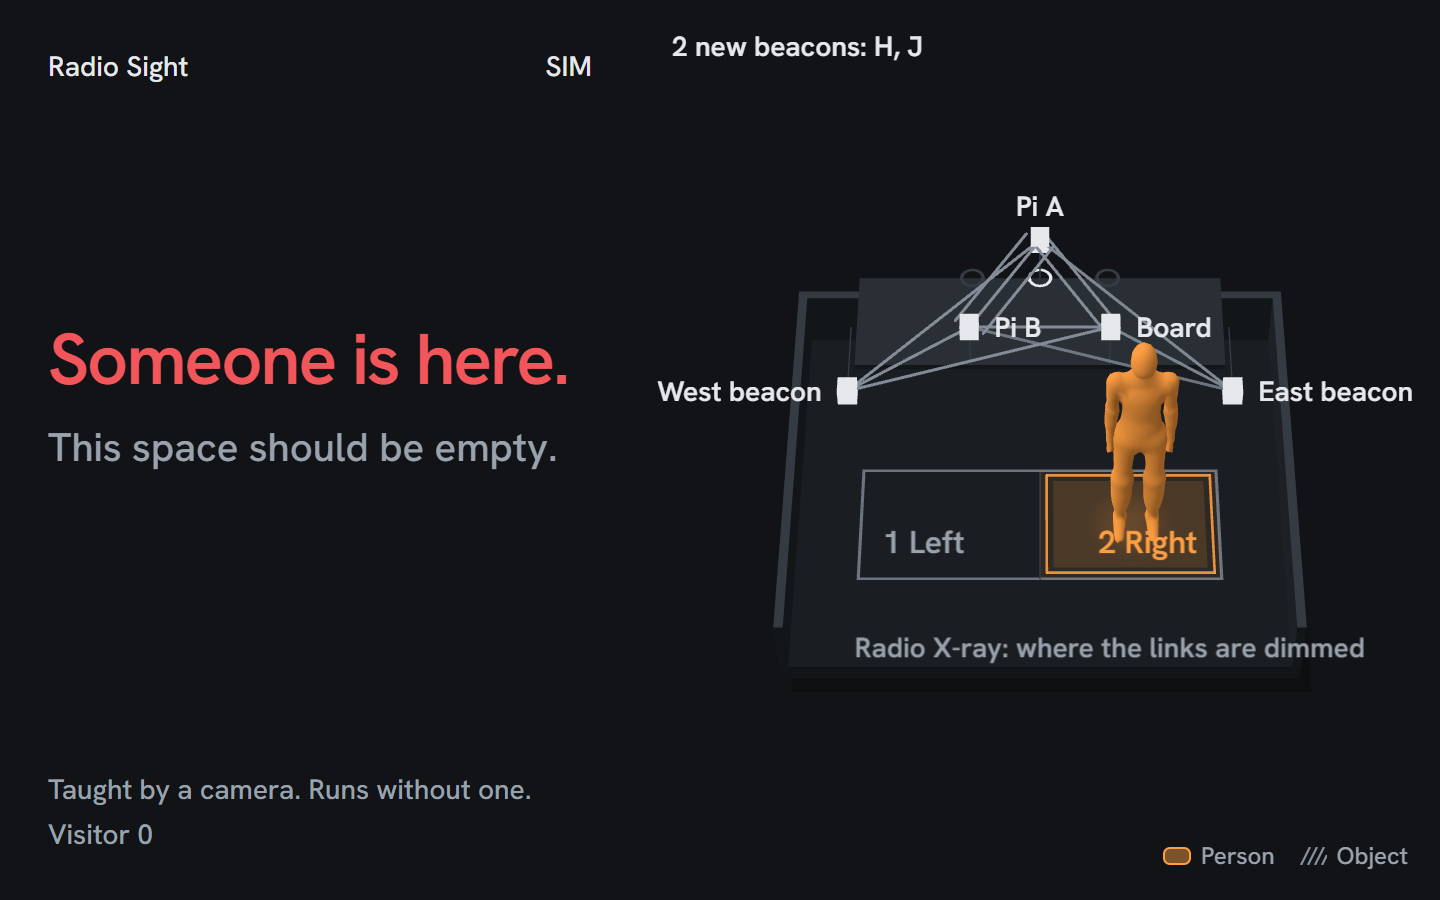 Radio Sight
SIM
2 new beacons: H, J
Someone is here.
This space should be empty.
Pi A
Pi B
Board
West beacon
East beacon
1 Left
2 Right
Radio X-ray: where the links are dimmed
Taught by a camera. Runs without one.
Visitor 0
Person
Object